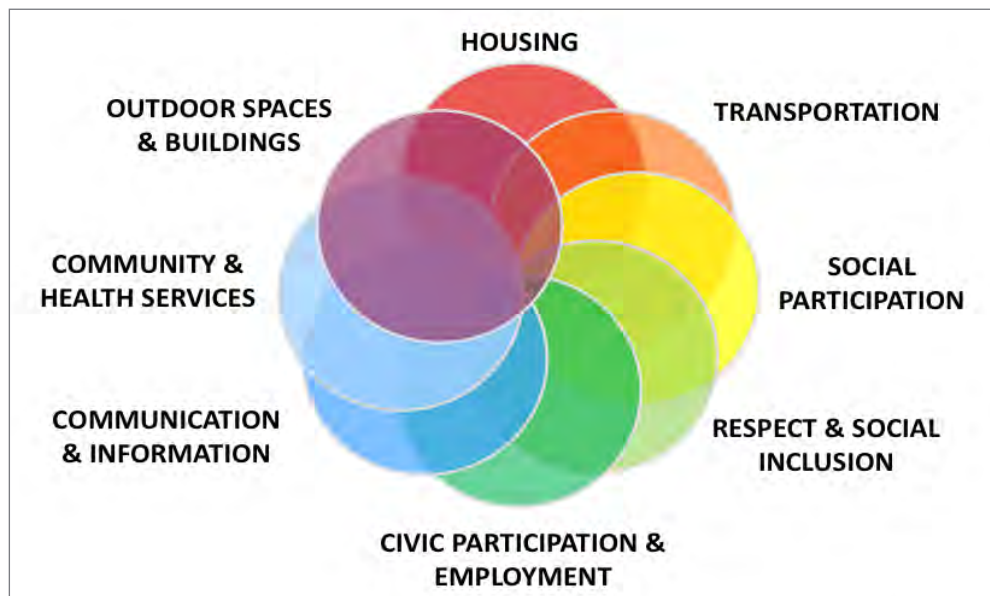 HOUSING
TRANSPORTATION
SOCIAL
PARTICIPATION
RESPECT & SOCIAL
INCLUSION
CIVIC PARTICIPATION &
EMPLOYMENT
COMMUNICATION
& INFORMATION
COMMUNITY &
HEALTH SERVICES
OUTDOOR SPACES
& BUILDINGS